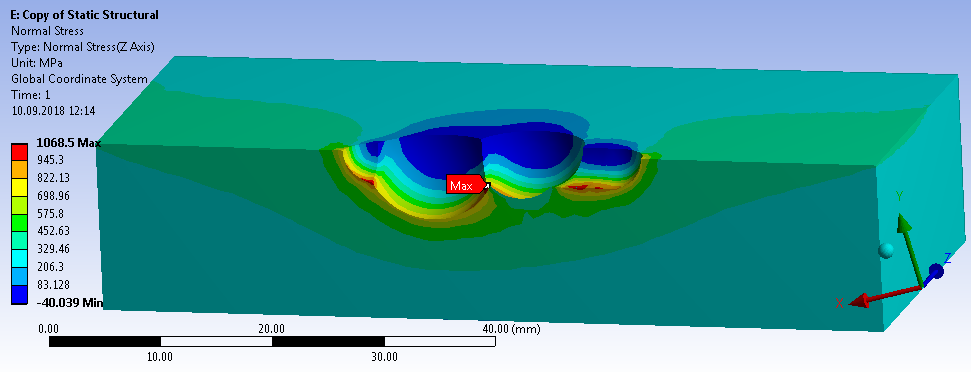 E: Copy of Static Structural
Normal Stress
Type: Normal Stress(Z Axis)
Unit: MPa
Global Coordinate System
Time: 1
10.09.2018 12:14
1068.5 Max
945.3
822.13
698.96
575.8
452.63
329.46
206.3
83.128
-40.039 Min
Max
Y
Z
X
0.00 20.00 40.00 (mm)
10.00 30.00